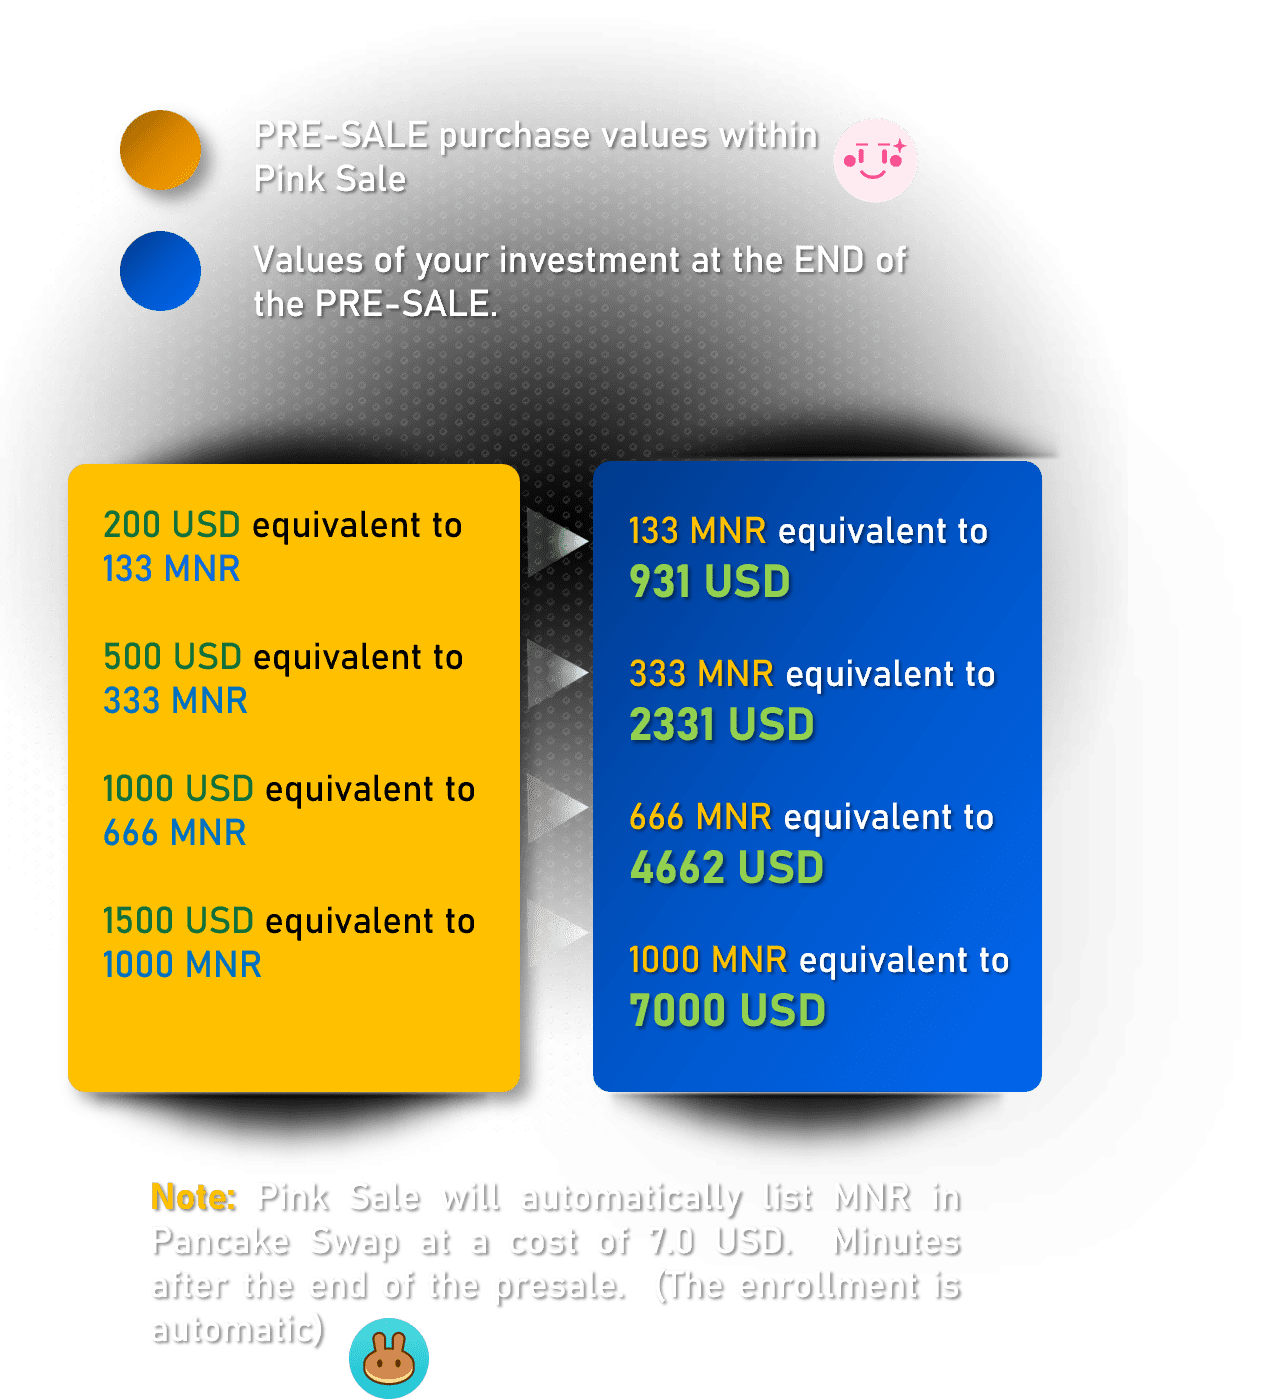 PRE-SALE purchase values within
Pink Sale
Values of your investment at the END of
the PRE-SALE.
200 USD equivalent to
133 MNR
500 USD equivalent to
333 MNR
1000 USD equivalent to
666 MNR
1500 USD equivalent to
1000 MNR
133 MNR equivalent to
931 USD
333 MNR equivalent to
2331 USD
666 MNR equivalent to
4662 USD
1000 MNR equivalent to
7000 USD
Note: Pink Sale will automatically list MNR in
Pancake Swap at a cost of 7.0 USD. Minutes
after the end of the presale. (The enrollment is
automatic)